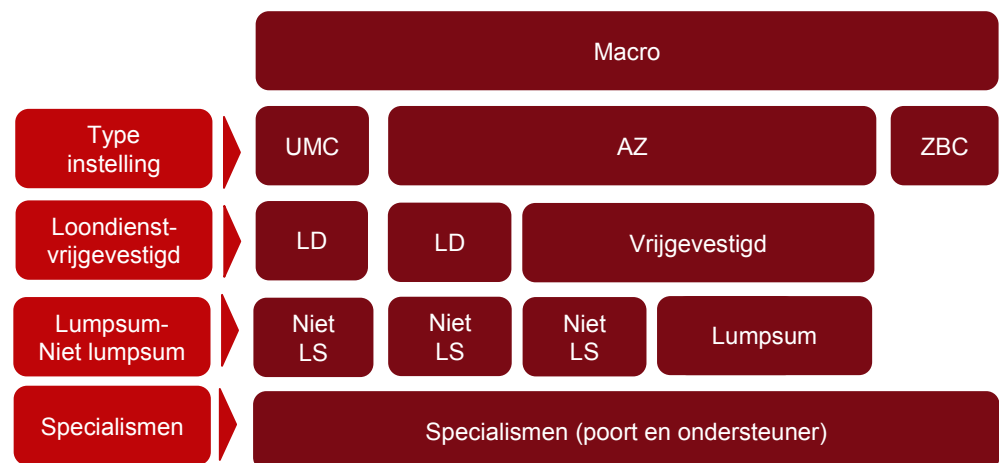 Macro
Type
instelling
UMC
AZ
ZBC
Loondienst-
vrijgevestigd
LD
LD
Vrijgevestigd
Lumpsum-
Niet lumpsum
Niet
LS
Niet
LS
Niet
LS
Lumpsum
Specialismen
Specialismen (poort en ondersteuner)